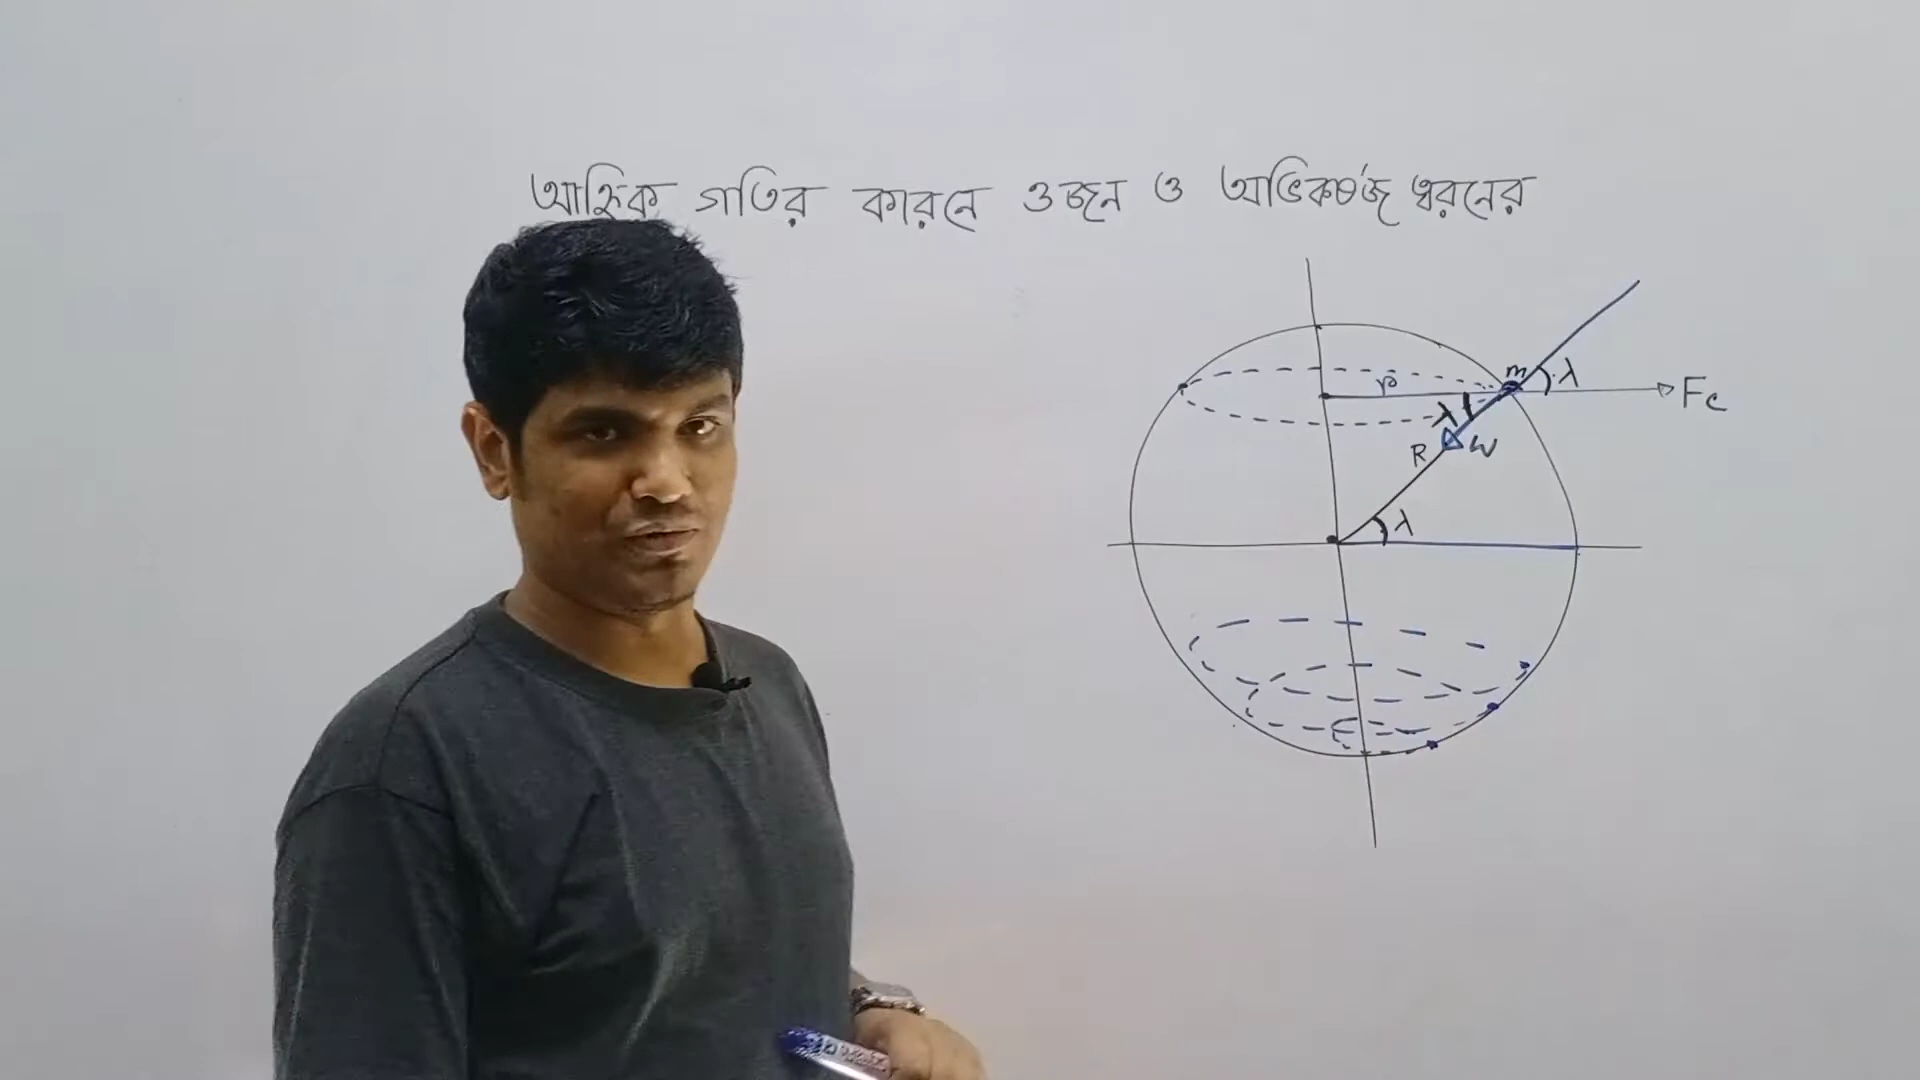 আহ্নিক গতির কারনে ওজন ও অভিকর্ষজ ত্বরনের
m
λ
r
Fc
λ
W
R
λ